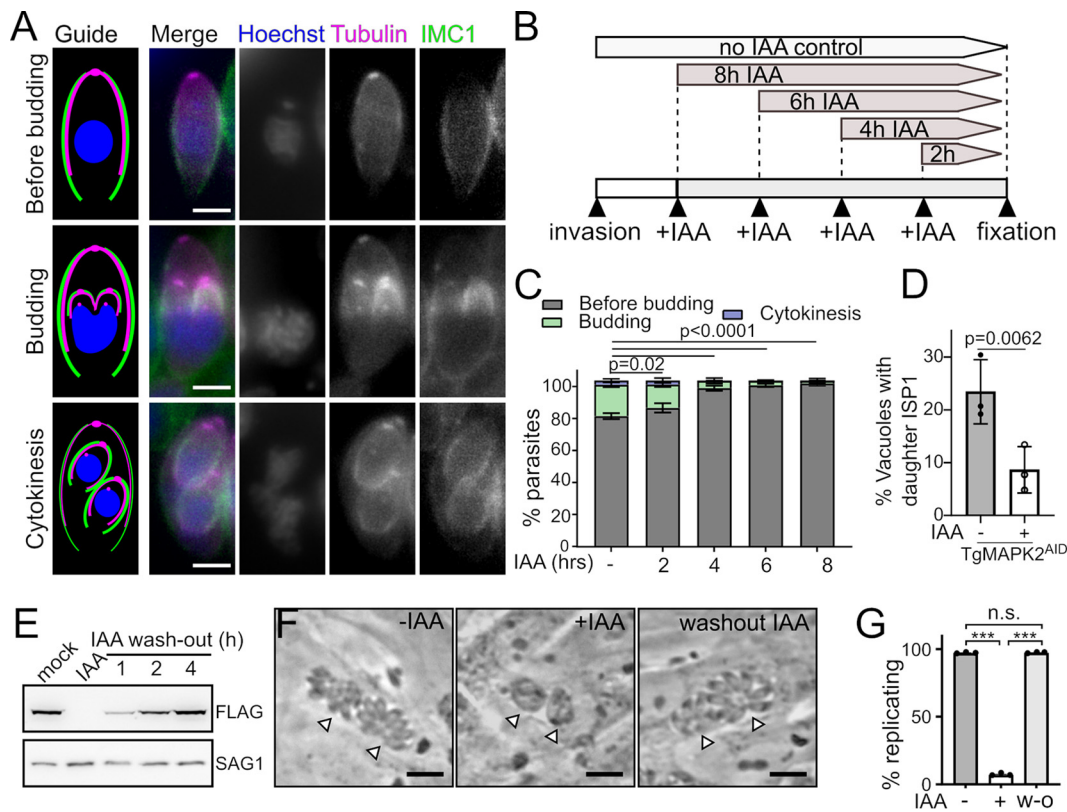 A
Guide
Merge
Hoechst
Tubulin
IMC1
Before budding
Budding
Cytokinesis
B
no IAA control
8h IAA
6h IAA
4h IAA
2h
invasion
+IAA
+IAA
+IAA
+IAA
fixation
C
Before budding
Cytokinesis
Budding
p<0.0001
p=0.02
% parasites
100
80
60
40
20
0
IAA (hrs)
-
2
4
6
8
D
p=0.0062
% Vacuoles with
daughter ISP1
30
20
10
0
IAA
-
+
TgMAPK2AID
E
IAA wash-out (h)
mock
IAA
1
2
4
FLAG
SAG1
F
-IAA
+IAA
washout IAA
G
n.s.
***
***
% replicating
100
50
0
IAA
-
+
w-o